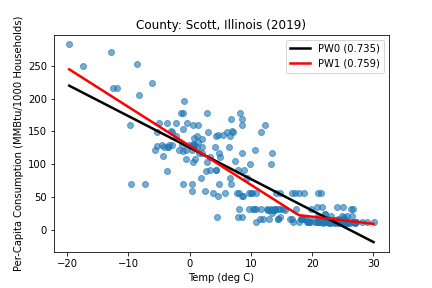 County: Scott, Illinois (2019)
Per-Capita Consumption (MMBtu/1000 Households)
250
200
150
100
50
0
PW0 (0.735)
PW1 (0.759)
−20 −10 0 10 20 30
Temp (deg C)